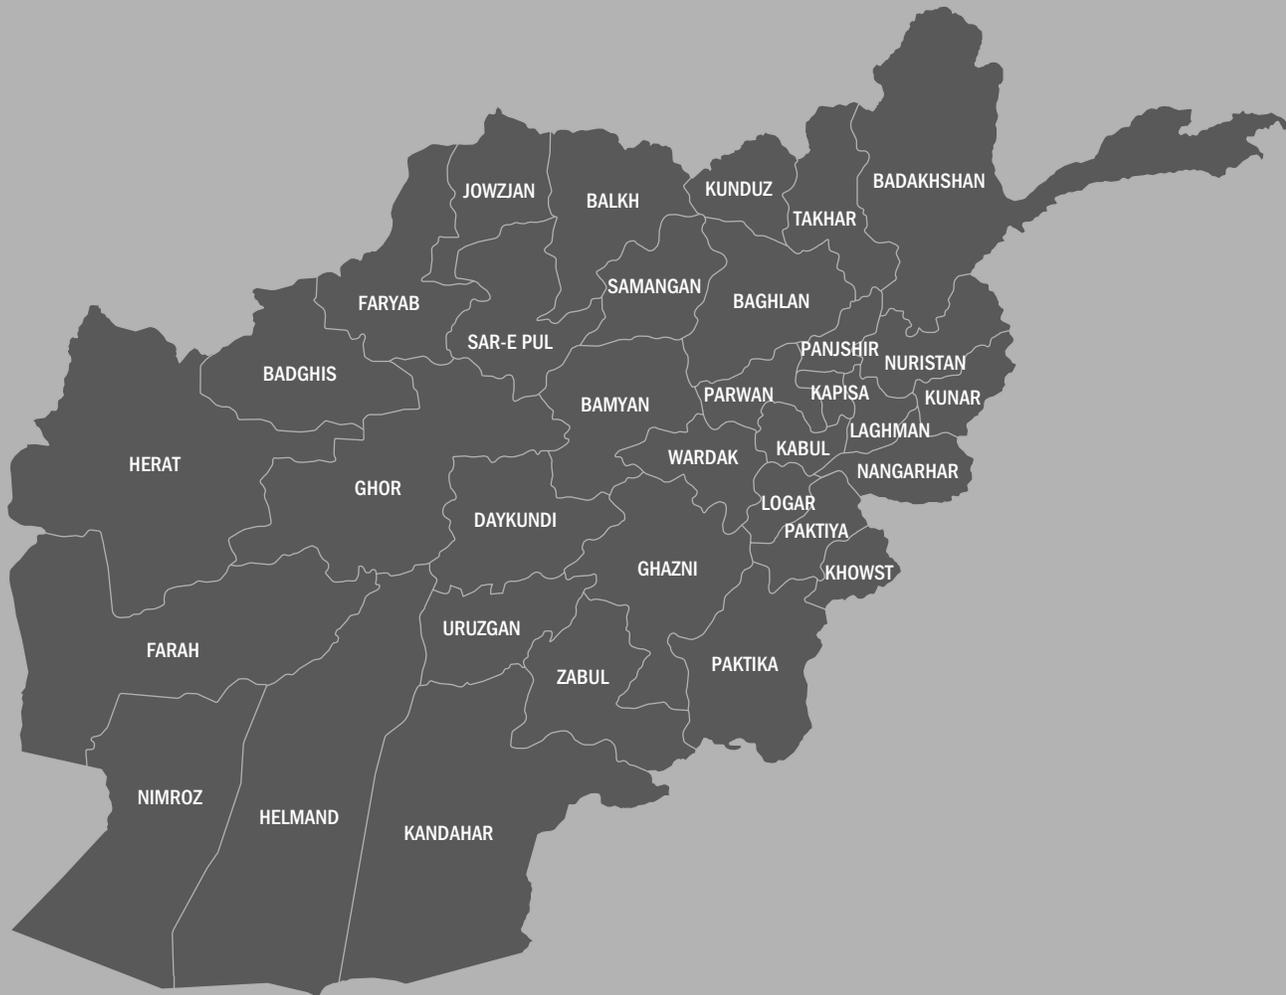 BADAKHSHAN
JOWZJAN
BALKH
KUNDUZ
TAKHAR
SAMANGAN
BAGHLAN
FARYAB
SAR-E PUL
PANJSHIR
NURISTAN
BADGHIS
PARWAN
KAPISA
KUNAR
BAMYAN
LAGHMAN
KABUL
HERAT
WARDAK
NANGARHAR
GHOR
LOGAR
DAYKUNDI
PAKTIYA
GHAZNI
KHOWST
URUZGAN
FARAH
PAKTIKA
ZABUL
NIMROZ
HELMAND
KANDAHAR